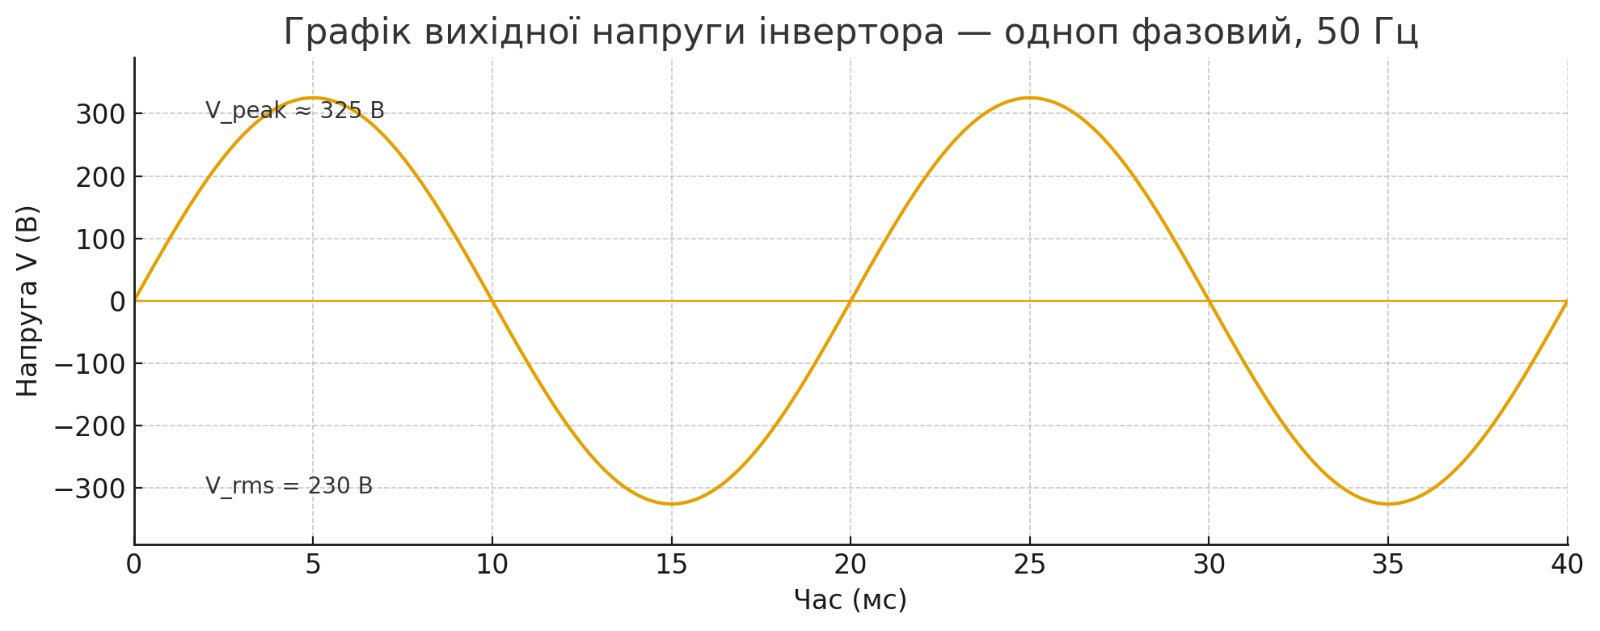 Графік вихідної напруги інвертора — одноп фазовий, 50 Гц
V_peak ≈ 325 В
V_rms = 230 В
Напруга V (В)
300
200
100
0
−100
−200
−300
0 5 10 15 20 25 30 35 40
Час (мс)